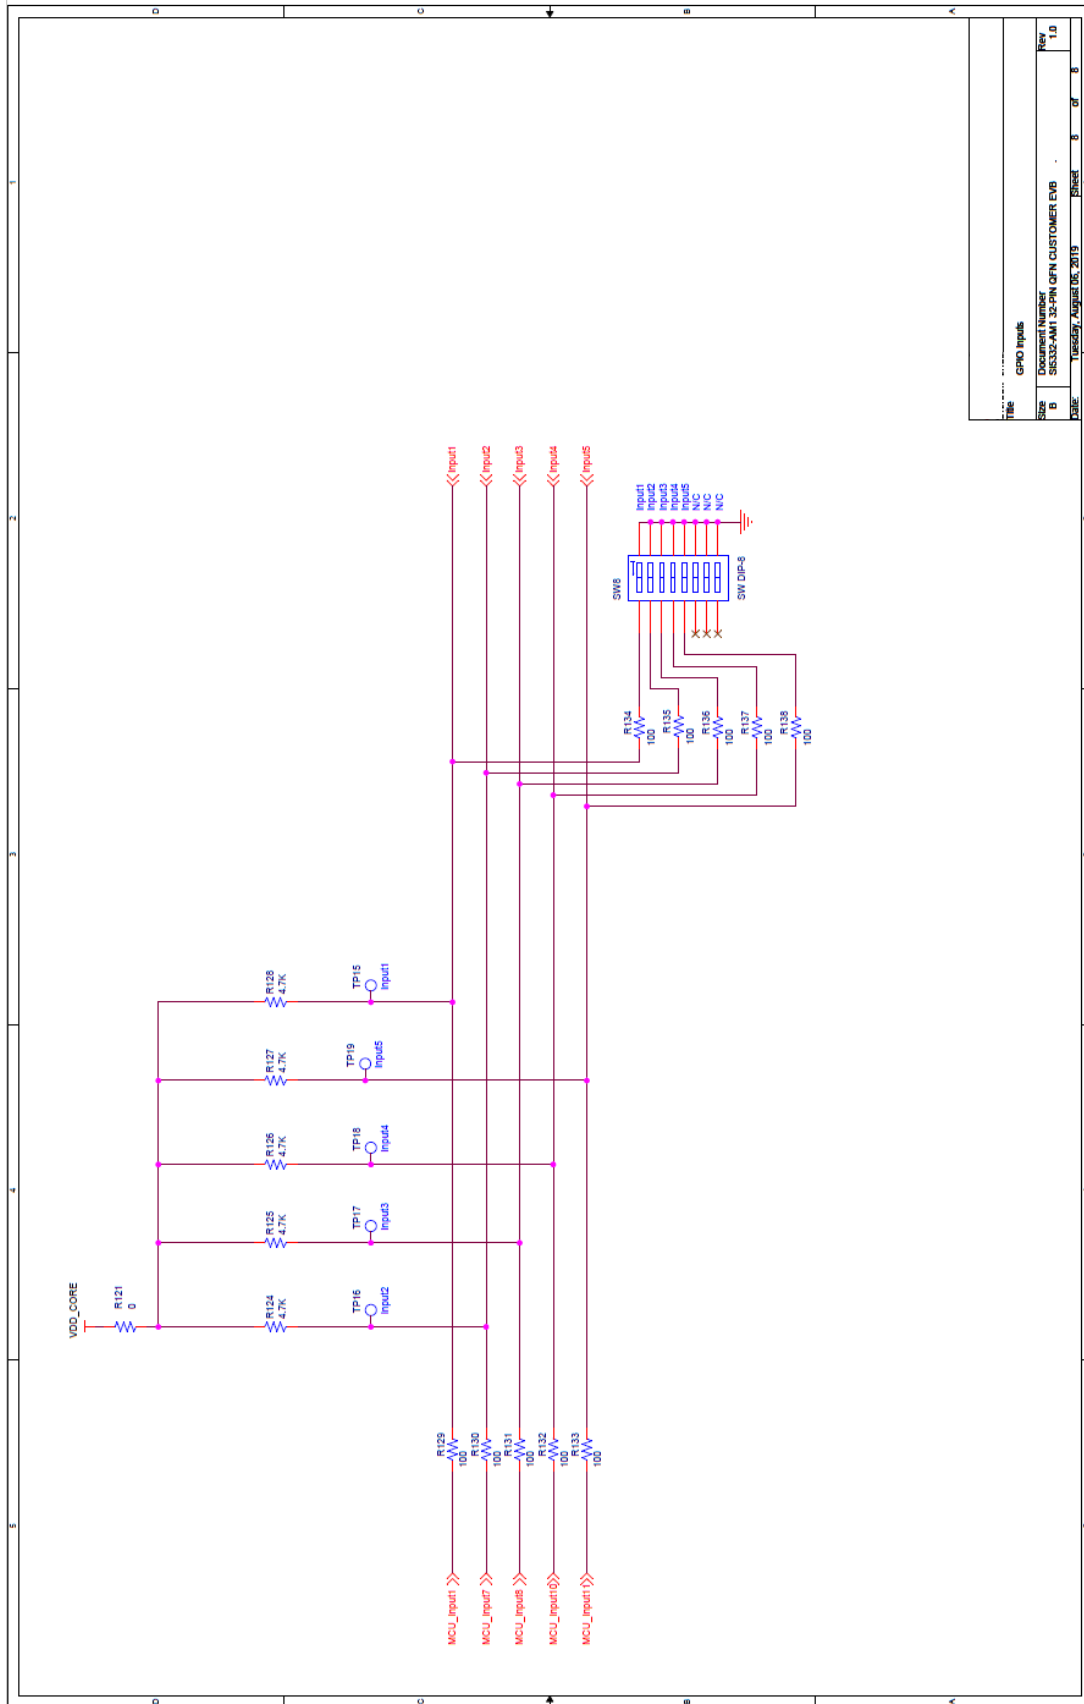 5
4
3
2
1
D
C
B
A
VDD_CORE
R121
0
R124
4.7K
R125
4.7K
R126
4.7K
R127
4.7K
R128
4.7K
TP16
Input2
TP17
Input3
TP18
Input4
TP19
Input5
TP15
Input1
MCU_Input1
R129
100
Input1
MCU_Input7
R130
100
Input2
MCU_Input8
R131
100
Input3
MCU_Input10
R132
100
Input4
MCU_Input11
R133
100
Input5
R134
100
R135
100
R136
100
R137
100
R138
100
SW8
Input1
Input2
Input3
Input4
Input5
N/C
N/C
N/C
SW DIP-8
Title
GPIO Inputs
Size
B
Document Number
SI5332-AM1 32-PIN QFN CUSTOMER EVB
Rev
1.0
Date:
Tuesday, August 06, 2019
Sheet 8 of 8
D
C
B
A